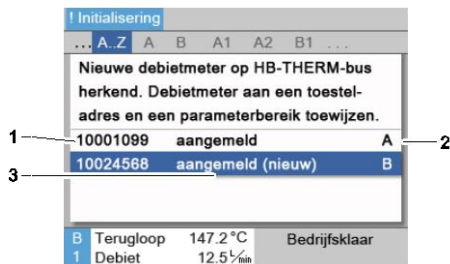 ! Initialisering
... A..Z A B A1 A2 B1 ...
Nieuwe debietmeter op HB-THERM-bus
herkend. Debietmeter aan een toestel-
adres en een parameterbereik toewijzen.
1 10001099 aangemeld A 2
10024568 aangemeld (nieuw) B
3
B Terugloop 147.2 °C Bedrijfsklaar
1 Debiet 12.5 L/min